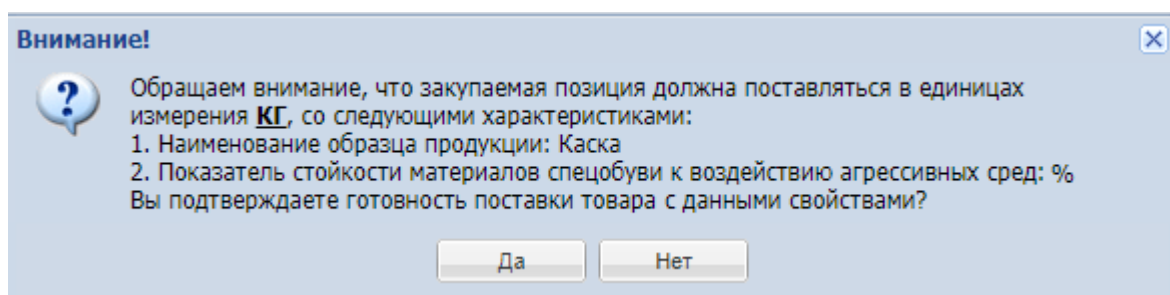 Внимание!
Обращаем внимание, что закупаемая позиция должна поставляться в единицах
измерения КГ, со следующими характеристиками:
1. Наименование образца продукции: Каска
2. Показатель стойкости материалов спецобуви к воздействию агрессивных сред: %
Вы подтверждаете готовность поставки товара с данными свойствами?
Да
Нет